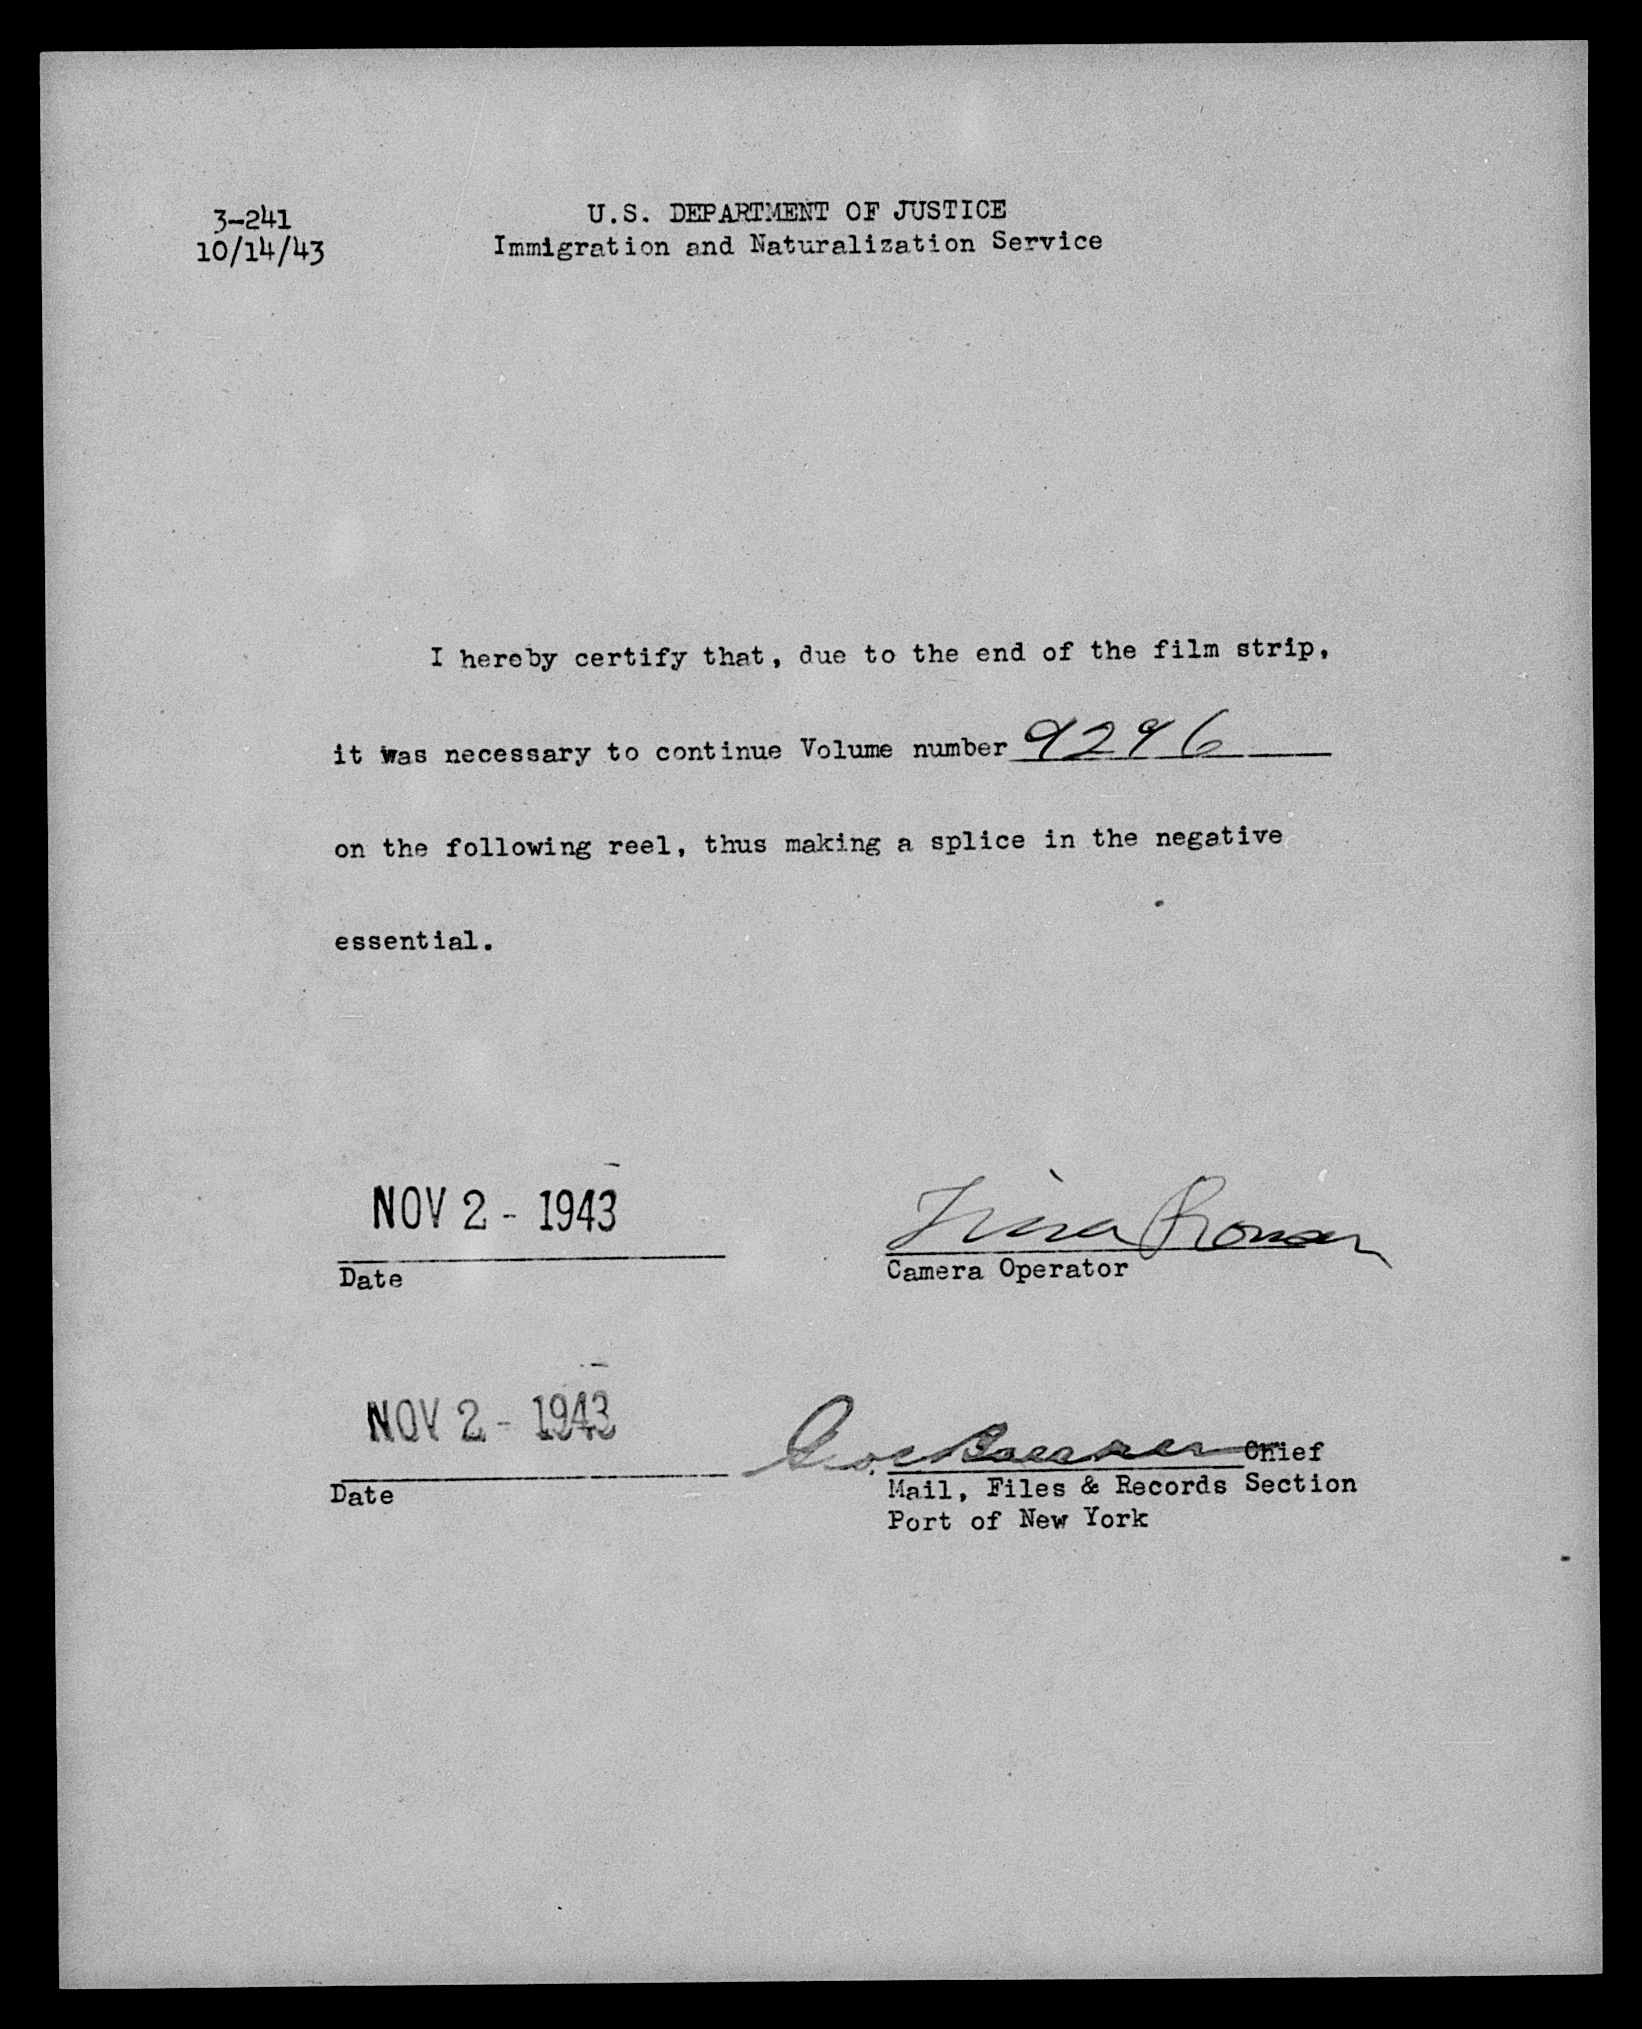 3-241
10/14/43
U.S. DEPARTMENT OF JUSTICE
Immigration and Naturalization Service
I hereby certify that, due to the end of the film strip,
it was necessary to continue Volume number 9296
on the following reel, thus making a splice in the negative
essential.
NOV 2 - 1943
Date
Camera Operator
NOV 2 - 1943
Date
Chief
Mail, Files & Records Section
Port of New York